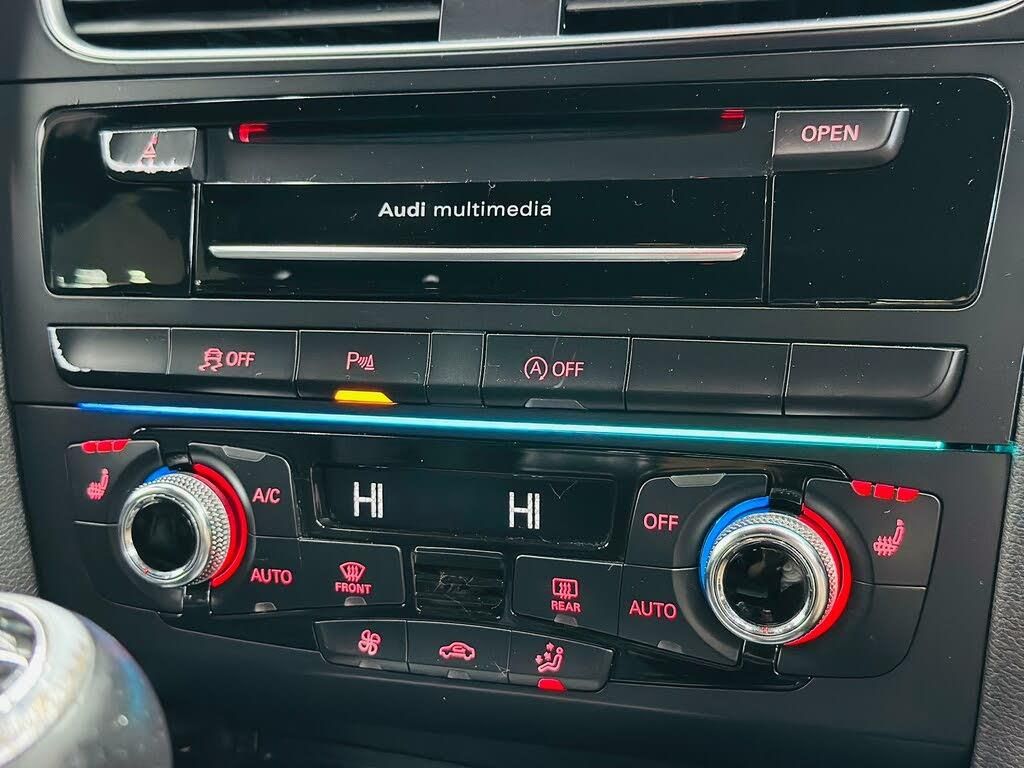 OPEN
Audi multimedia
OFF
P
A OFF
A/C
HI
HI
OFF
AUTO
FRONT
REAR
AUTO